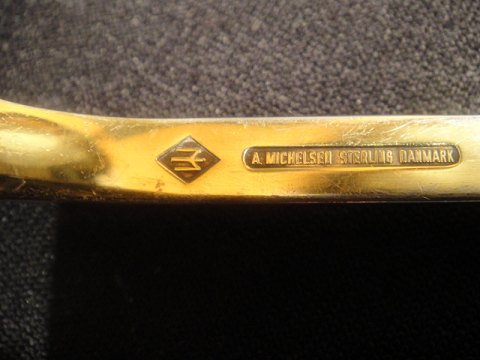 A. MICHELSEN STERLING DANMARK